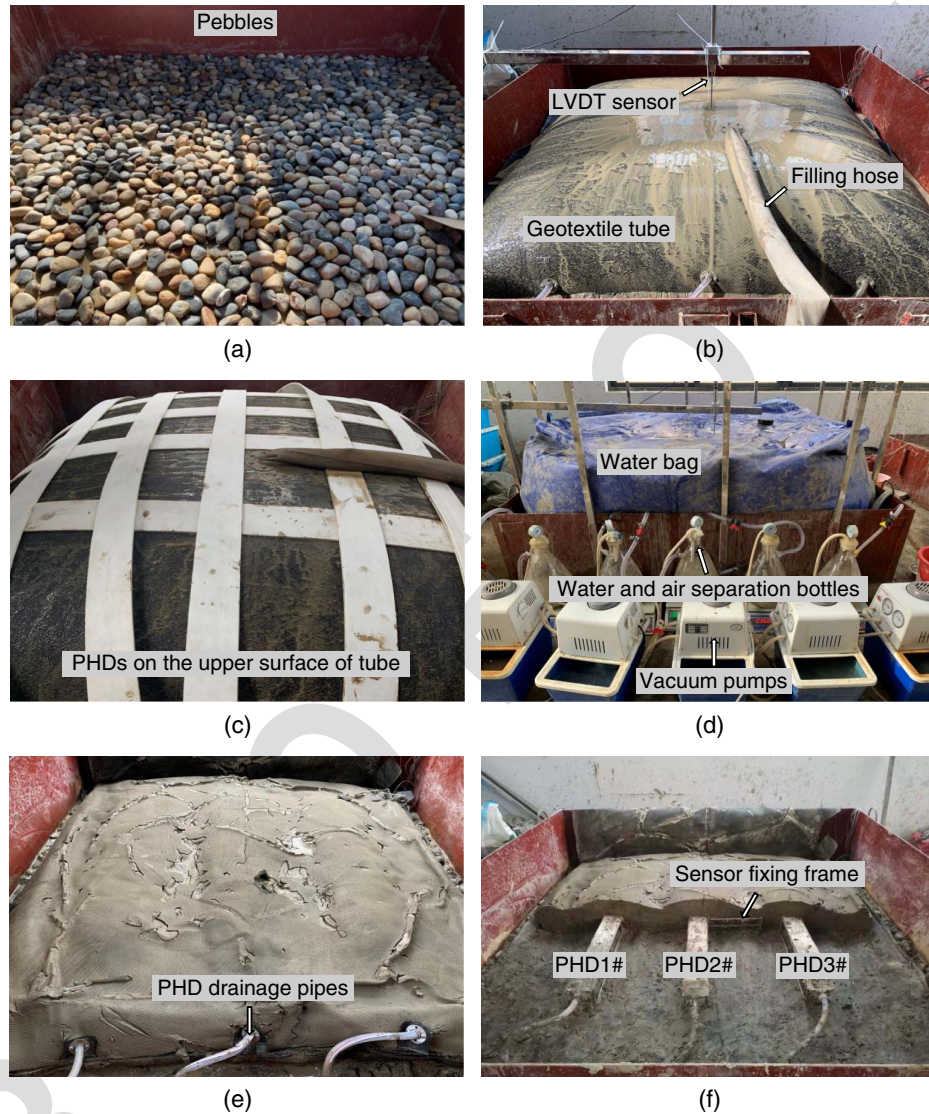 Pebbles
(a)
LVDT sensor
Filling hose
Geotextile tube
(b)
PHDs on the upper surface of tube
(c)
Water bag
Water and air separation bottles
Vacuum pumps
(d)
PHD drainage pipes
(e)
Sensor fixing frame
PHD1#
PHD2#
PHD3#
(f)